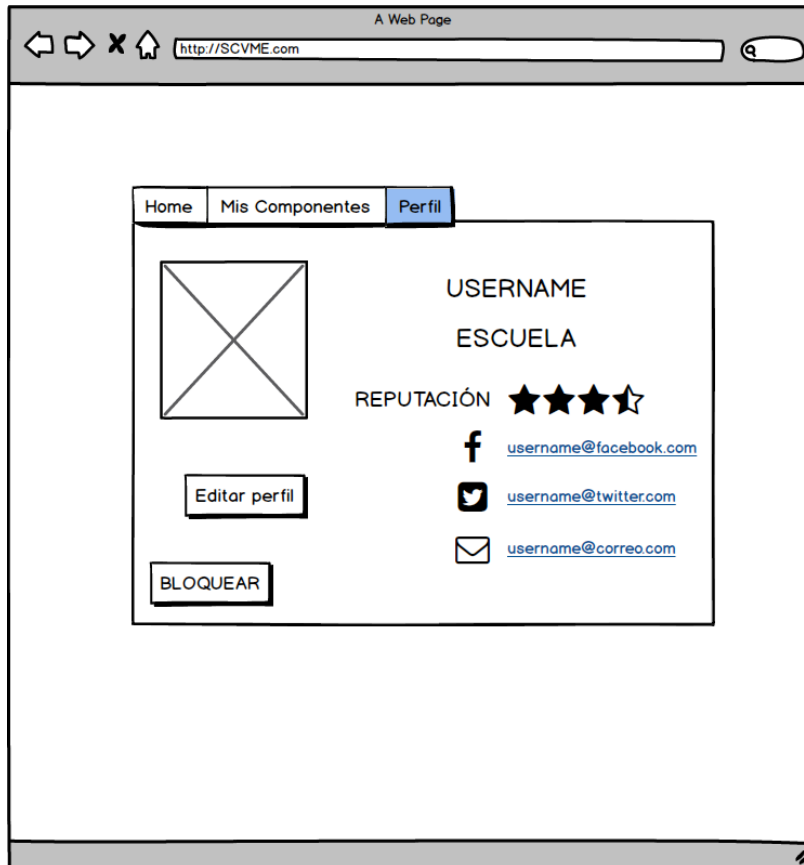 A Web Page
http://SCVME.com
Home Mis Componentes Perfil
USERNAME
ESCUELA
REPUTACIÓN
username@facebook.com
Editar perfil
username@twitter.com
username@correo.com
BLOQUEAR